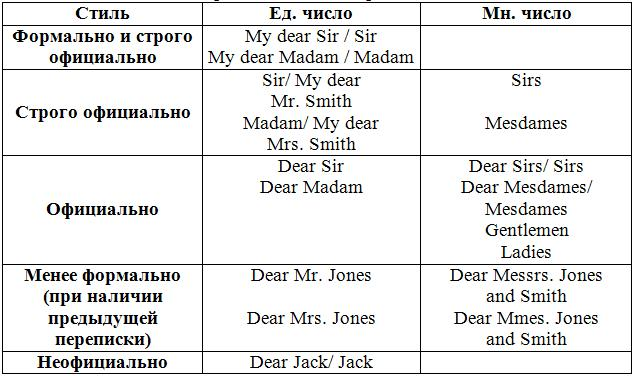 Стиль Ед. число Мн. число
Формально и строго официально
My dear Sir / Sir
My dear Madam / Madam
Строго официально
Sir/ My dear
Mr. Smith
Madam/ My dear
Mrs. Smith
Sirs
Mesdames
Официально
Dear Sir
Dear Madam
Dear Sirs/ Sirs
Dear Mesdames/
Mesdames
Gentlemen
Ladies
Менее формально
(при наличии
предыдущей
переписки)
Dear Mr. Jones
Dear Mrs. Jones
Dear Messrs. Jones
and Smith
Dear Mmes. Jones
and Smith
Неофициально
Dear Jack/ Jack